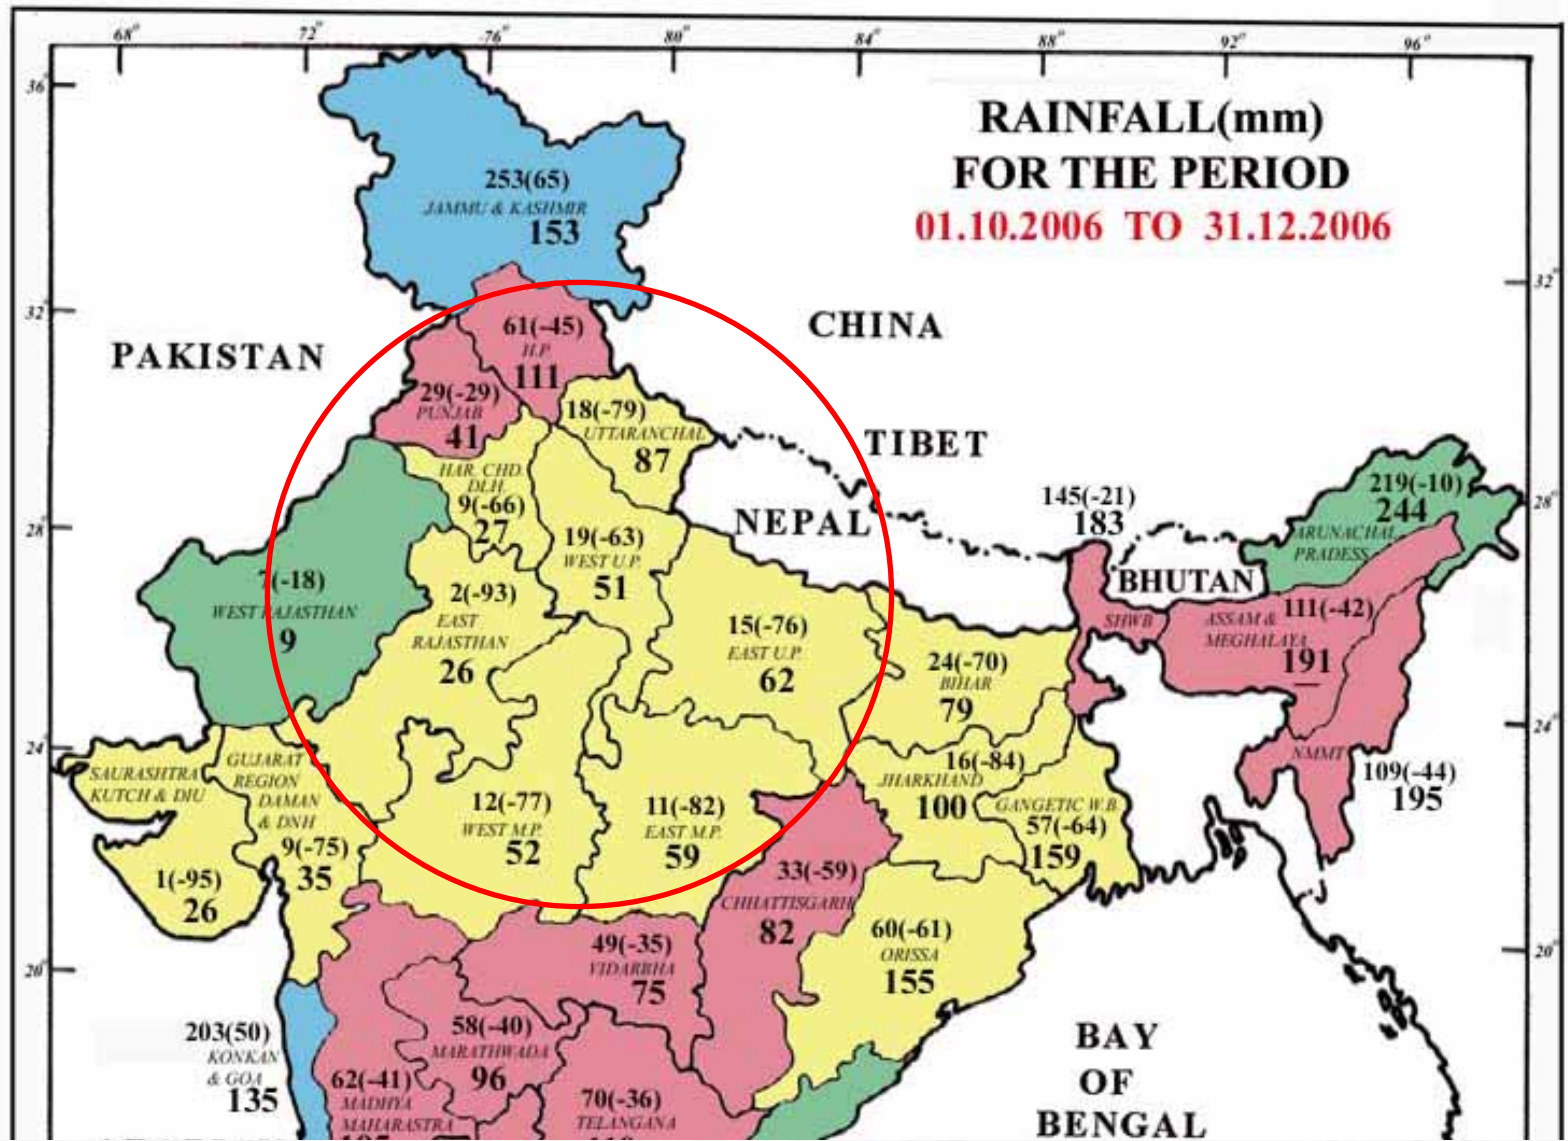 68° 72° 76° 80° 84° 88° 92° 96°
36°
RAINFALL(mm)
FOR THE PERIOD
01.10.2006 TO 31.12.2006
253(65)
JAMMU & KASHMIR
153
32°
32°
PAKISTAN
CHINA
61(-45)
H.P.
111
29(-29)
PUNJAB
41
18(-79)
UTTARANCHAL
87
TIBET
HAR. CHD.
DLH.
9(-66)
27
NEPAL
145(-21)
183
219(-10)
244
ARUNACHAL
PRADESS
28°
28°
19(-63)
WEST U.P.
51
BHUTAN
7(-18)
WEST RAJASTHAN
9
2(-93)
EAST
RAJASTHAN
26
15(-76)
EAST U.P.
62
24(-70)
BIHAR
79
SHWB
ASSAM &
MEGHALAYA
111(-42)
191
24°
24°
SAURASHTRA
KUTCH & DIU
1(-95)
26
GUJARAT
REGION
DAMAN
& DNH
9(-75)
35
12(-77)
WEST M.P.
52
11(-82)
EAST M.P.
59
16(-84)
JHARKHAND
100
GANGETIC W.B.
57(-64)
159
NMMT
109(-44)
195
33(-59)
CHHATTISGARH
82
60(-61)
ORISSA
155
20°
20°
49(-35)
VIDARBHA
75
203(50)
KONKAN
& GOA
135
58(-40)
MARATHWADA
96
62(-41)
MADHYA
MAHARASTRA
70(-36)
TELANGANA
BAY
OF
BENGAL